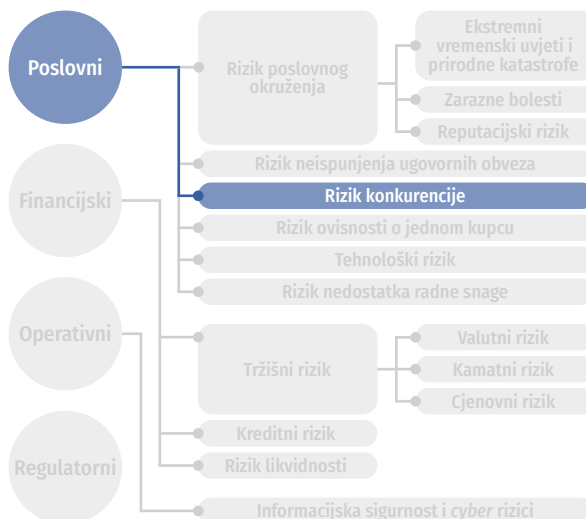 Poslovni
Rizik poslovnog
okruženja
Ekstremni
vremenski uvjeti i
prirodne katastrofe
Zarazne bolesti
Reputacijski rizik
Rizik neispunjenja ugovornih obveza
Rizik konkurencije
Rizik ovisnosti o jednom kupcu
Tehnološki rizik
Rizik nedostatka radne snage
Financijski
Tržišni rizik
Valutni rizik
Kamatni rizik
Cjenovni rizik
Kreditni rizik
Rizik likvidnosti
Operativni
Informacijska sigurnost i cyber rizici
Regulatorni